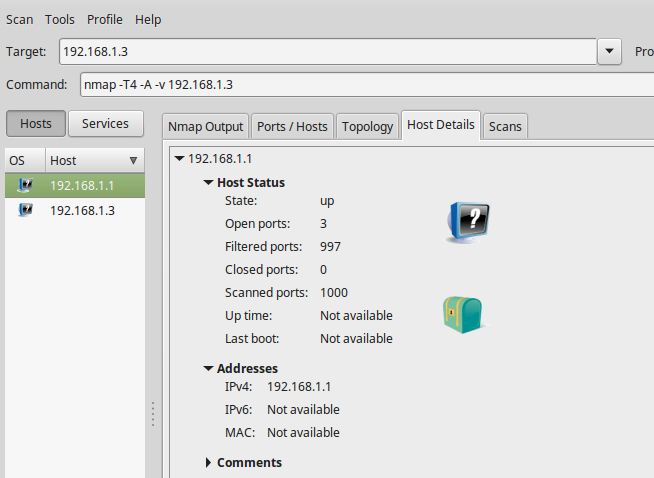 Scan Tools Profile Help
Target: 192.168.1.3 Pro
Command: nmap -T4 -A -v 192.168.1.3
Hosts Services
Nmap Output Ports / Hosts Topology Host Details Scans
OS Host
192.168.1.1
192.168.1.3
192.168.1.1
Host Status
State: up
Open ports: 3
Filtered ports: 997
Closed ports: 0
Scanned ports: 1000
Up time: Not available
Last boot: Not available
Addresses
IPv4: 192.168.1.1
IPv6: Not available
MAC: Not available
Comments